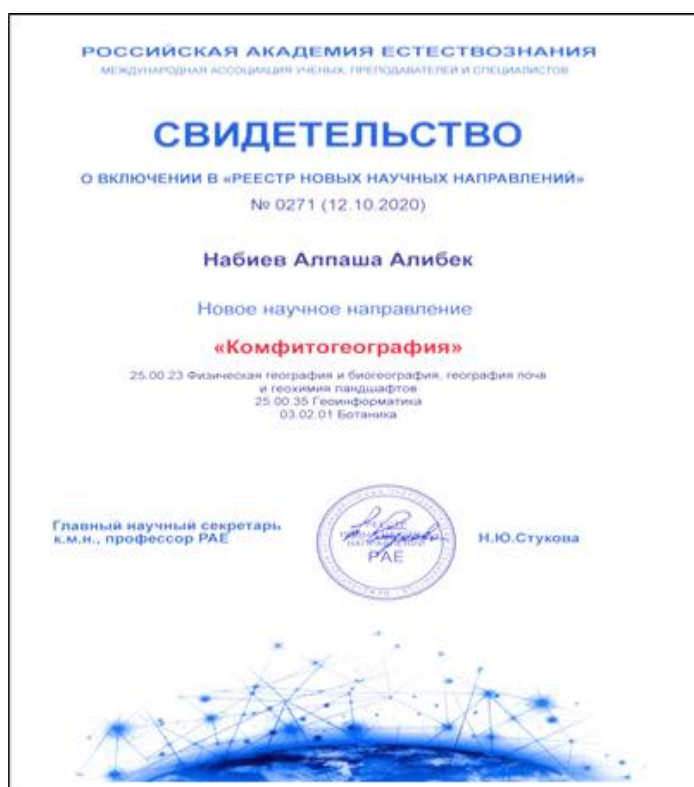 РОССИЙСКАЯ АКАДЕМИЯ ЕСТЕСТВОЗНАНИЯ
МЕЖДУНАРОДНАЯ АССОЦИАЦИЯ УЧЕНЫХ, ПРЕПОДАВАТЕЛЕЙ И СПЕЦИАЛИСТОВ
СВИДЕТЕЛЬСТВО
О ВКЛЮЧЕНИИ В «РЕЕСТР НОВЫХ НАУЧНЫХ НАПРАВЛЕНИЙ»
№ 0271 (12.10.2020)
Набиев Алпаша Алибек
Новое научное направление
«Комфитогеография»
25.00.23 Физическая география и биогеография, география почв
и геохимия ландшафтов
25.00.35 Геоинформатика
03.02.01 Ботаника
Главный научный секретарь
к.м.н., профессор РАЕ
НАПРАВЛЕНИЙ
РАЕ
Н.Ю.Стукова